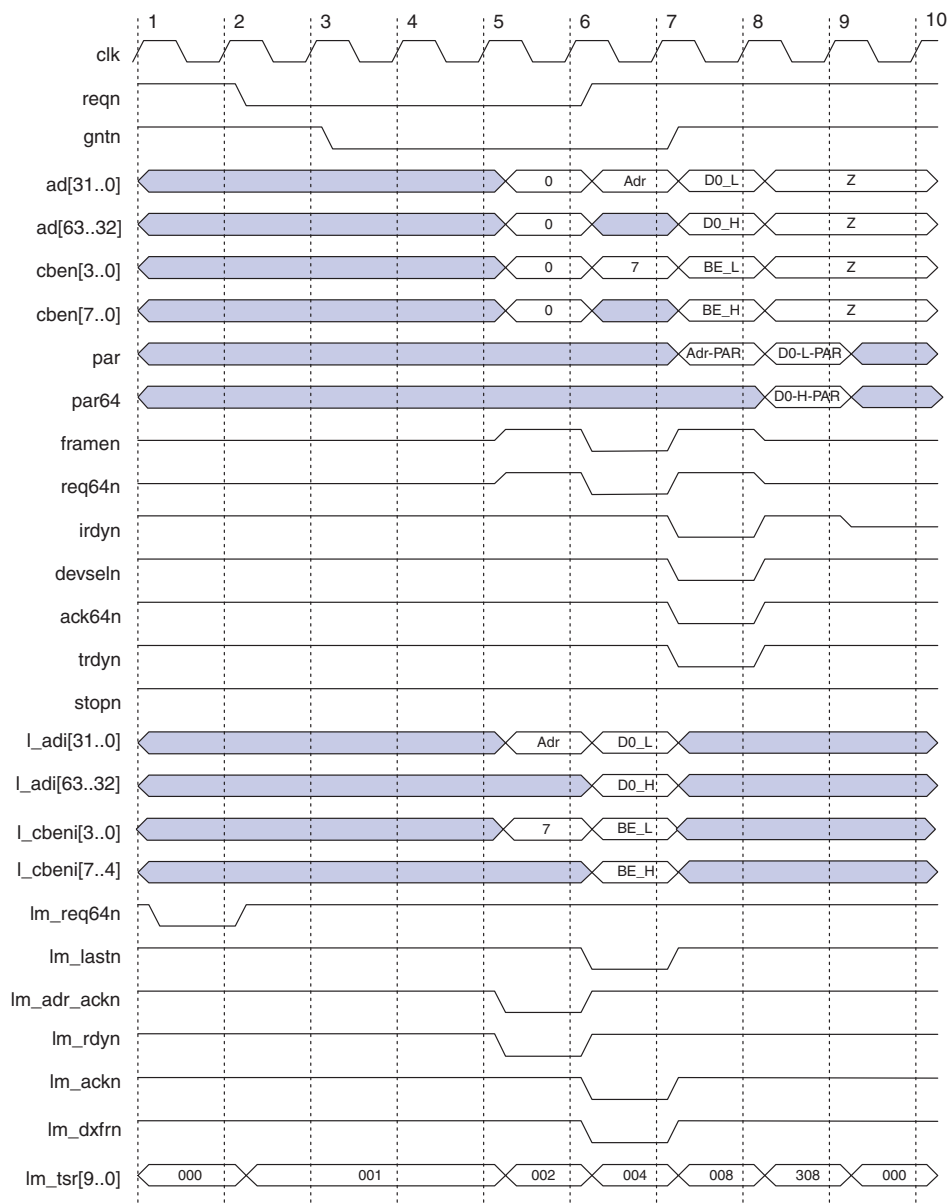 1 2 3 4 5 6 7 8 9 10
clk
reqn
gntn
ad[31..0] 0 Adr D0_L Z
ad[63..32] 0 D0_H Z
cben[3..0] 0 7 BE_L Z
cben[7..0] 0 BE_H Z
par Adr-PAR D0-L-PAR
par64 D0-H-PAR
framen
req64n
irdyn
devseln
ack64n
trdyn
stopn
l_adi[31..0] Adr D0_L
l_adi[63..32] D0_H
l_cbeni[3..0] 7 BE_L
l_cbeni[7..4] BE_H
lm_req64n
lm_lastn
lm_adr_ackn
lm_rdyn
lm_ackn
lm_dxfrn
lm_tsr[9..0] 000 001 002 004 008 308 000